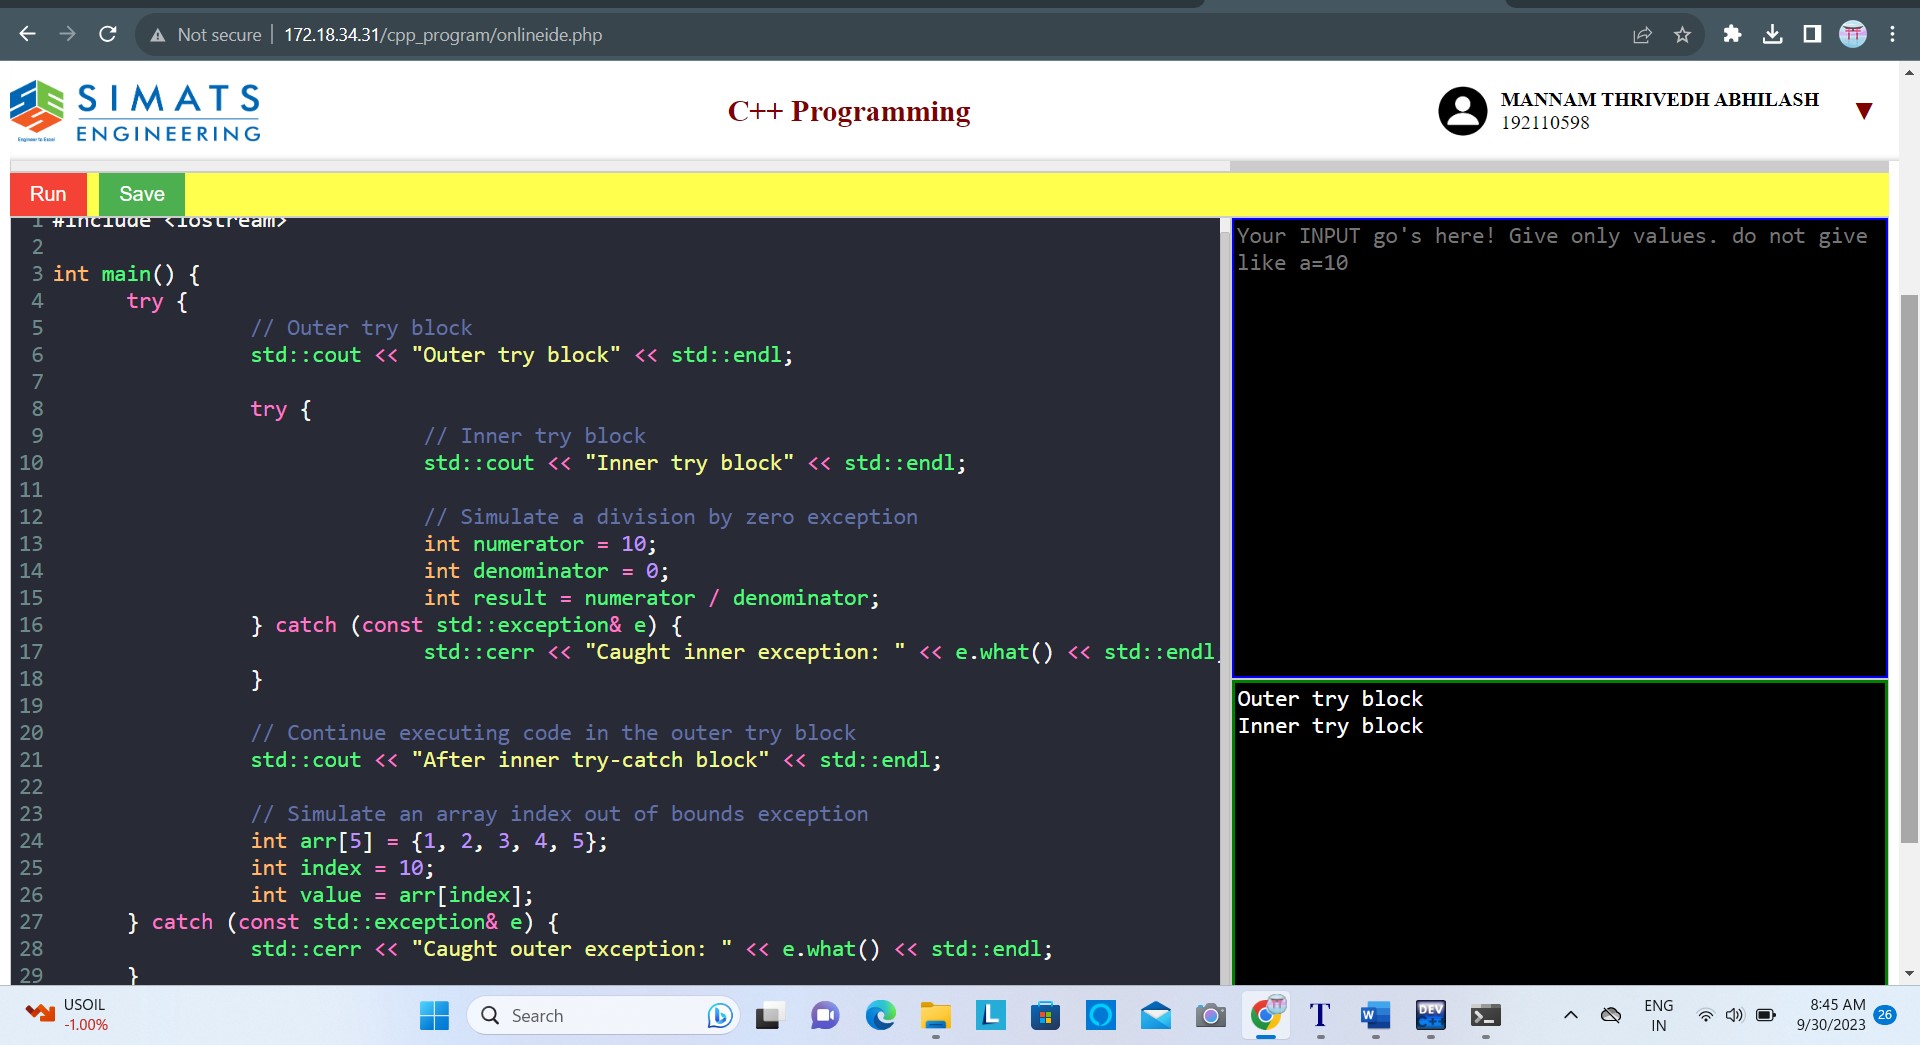 Not secure 172.18.34.31/cpp_program/onlineide.php
SIMATS
ENGINEERING
Engineer to Excel
C++ Programming
MANNAM THRIVEDH ABHILASH
192110598
Run
Save
1 #include <iostream>
2
3 int main() {
4 try {
5 // Outer try block
6 std::cout << "Outer try block" << std::endl;
7
8 try {
9 // Inner try block
10 std::cout << "Inner try block" << std::endl;
11
12 // Simulate a division by zero exception
13 int numerator = 10;
14 int denominator = 0;
15 int result = numerator / denominator;
16 } catch (const std::exception& e) {
17 std::cerr << "Caught inner exception: " << e.what() << std::endl
18 }
19
20 // Continue executing code in the outer try block
21 std::cout << "After inner try-catch block" << std::endl;
22
23 // Simulate an array index out of bounds exception
24 int arr[5] = {1, 2, 3, 4, 5};
25 int index = 10;
26 int value = arr[index];
27 } catch (const std::exception& e) {
28 std::cerr << "Caught outer exception: " << e.what() << std::endl;
29 }
Your INPUT go's here! Give only values. do not give
like a=10
Outer try block
Inner try block
USOIL
-1.00%
Search
L
T
W
DEV
C++
ENG
IN
8:45 AM
9/30/2023
26